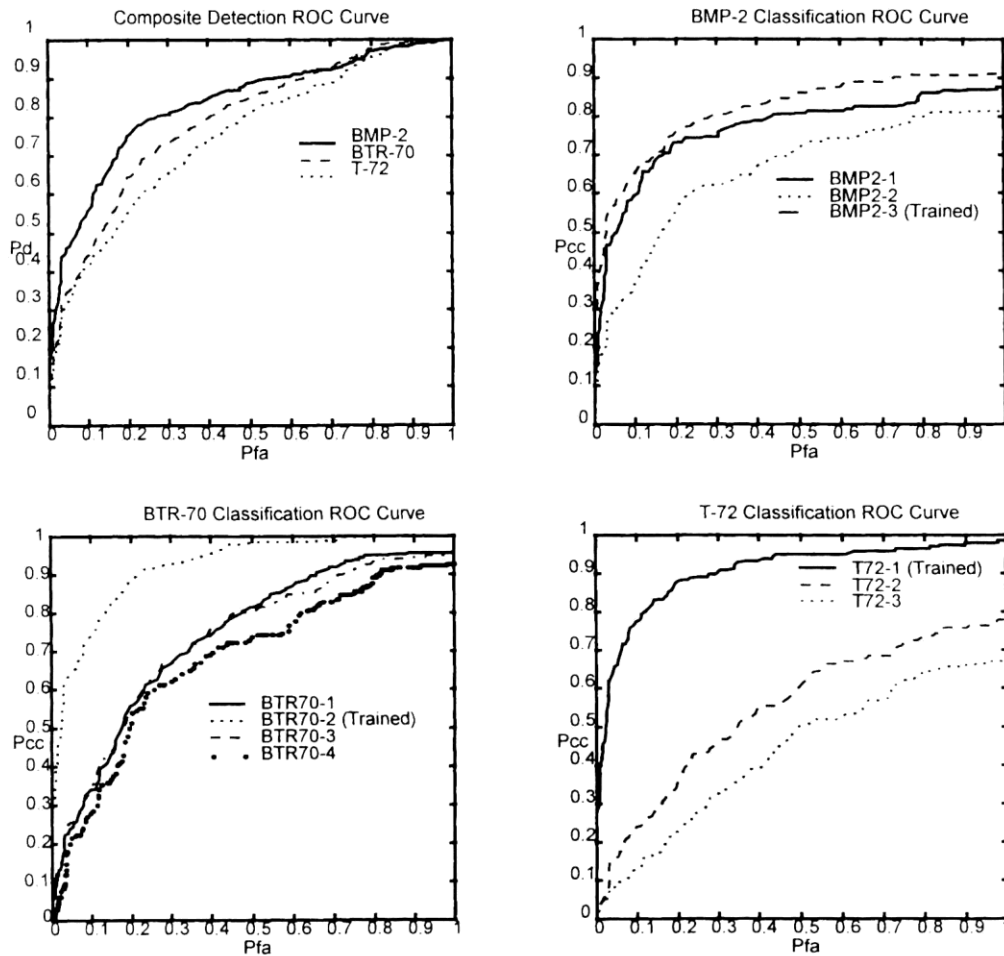 Composite Detection ROC Curve
1
0.9
0.8
0.7
0.6
0.5
Pd
0.4
0.3
0.2
0.1
0
BMP-2
BTR-70
T-72
0 0.1 0.2 0.3 0.4 0.5 0.6 0.7 0.8 0.9 1
Pfa
BMP-2 Classification ROC Curve
1
0.9
0.8
0.7
0.6
0.5
Pcc
0.4
0.3
0.2
0.1
0
BMP2-1
BMP2-2
BMP2-3 (Trained)
0 0.1 0.2 0.3 0.4 0.5 0.6 0.7 0.8 0.9
Pfa
BTR-70 Classification ROC Curve
1
0.9
0.8
0.7
0.6
0.5
Pcc
0.4
0.3
0.2
0.1
0
BTR70-1
BTR70-2 (Trained)
BTR70-3
BTR70-4
0 0.1 0.2 0.3 0.4 0.5 0.6 0.7 0.8 0.9 1
Pfa
T-72 Classification ROC Curve
1
0.9
0.8
0.7
0.6
0.5
Pcc
0.4
0.3
0.2
0.1
0
T72-1 (Trained)
T72-2
T72-3
0 0.1 0.2 0.3 0.4 0.5 0.6 0.7 0.8 0.9
Pfa